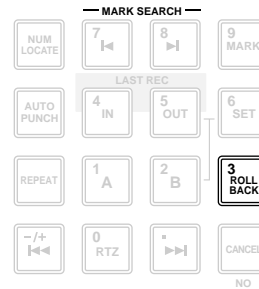 MARK SEARCH
NUM
LOCATE
7
8
9
MARK
LAST REC
AUTO
PUNCH
4
IN
5
OUT
6
SET
REPEAT
1
A
2
B
3
ROLL
BACK
–/+
0
RTZ
.
CANCEL
NO